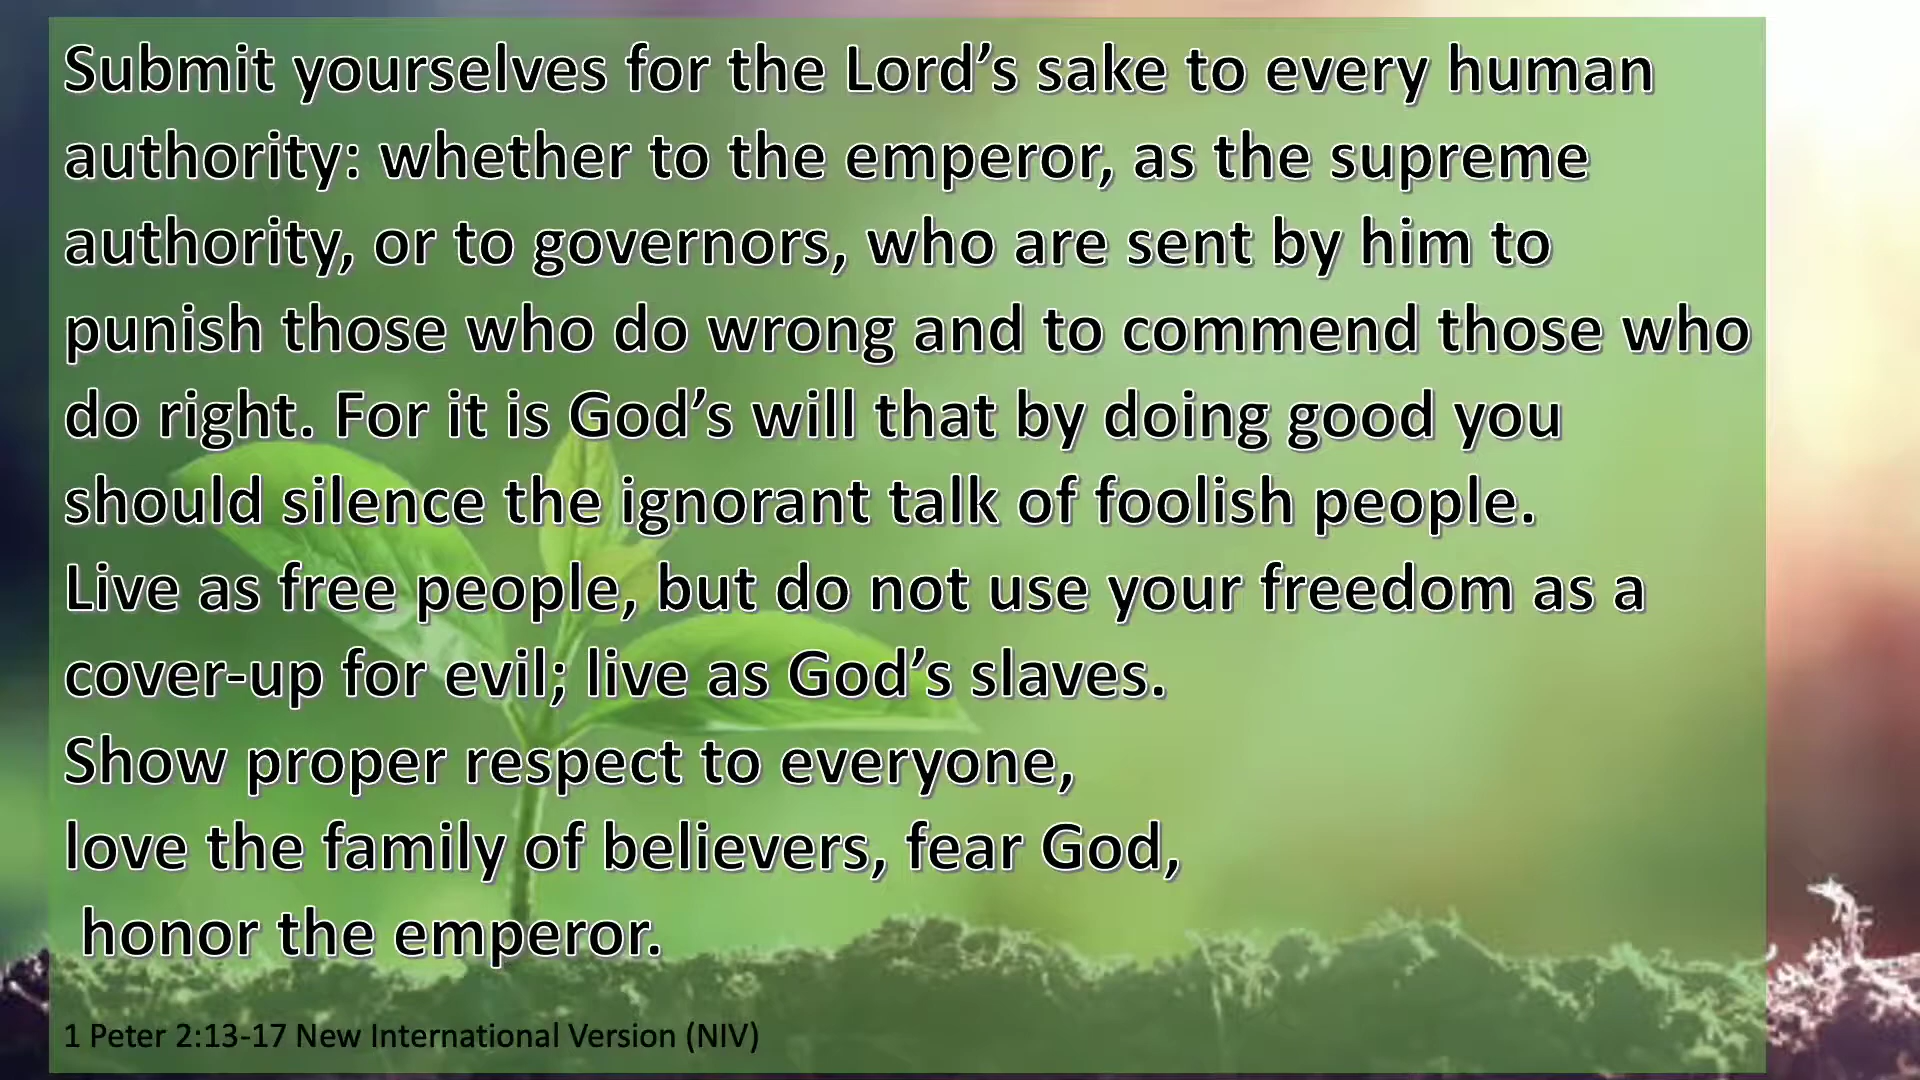 Submit yourselves for the Lord’s sake to every human
authority: whether to the emperor, as the supreme
authority, or to governors, who are sent by him to
punish those who do wrong and to commend those who
do right. For it is God’s will that by doing good you
should silence the ignorant talk of foolish people.
Live as free people, but do not use your freedom as a
cover-up for evil; live as God’s slaves.
Show proper respect to everyone,
love the family of believers, fear God,
honor the emperor.
1 Peter 2:13-17 New International Version (NIV)